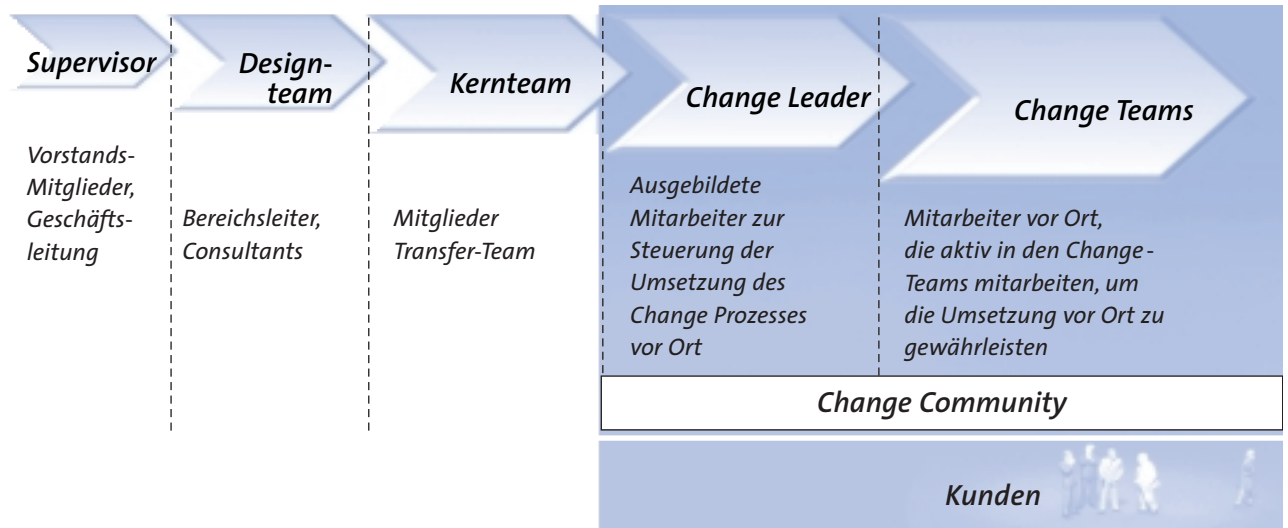 Supervisor
Design-
team
Kernteam
Change Leader
Change Teams
Vorstands-
Mitglieder,
Geschäfts-
leitung
Bereichsleiter,
Consultants
Mitglieder
Transfer-Team
Ausgebildete
Mitarbeiter zur
Steuerung der
Umsetzung des
Change Prozesses
vor Ort
Mitarbeiter vor Ort,
die aktiv in den Change-
Teams mitarbeiten, um
die Umsetzung vor Ort zu
gewährleisten
Change Community
Kunden